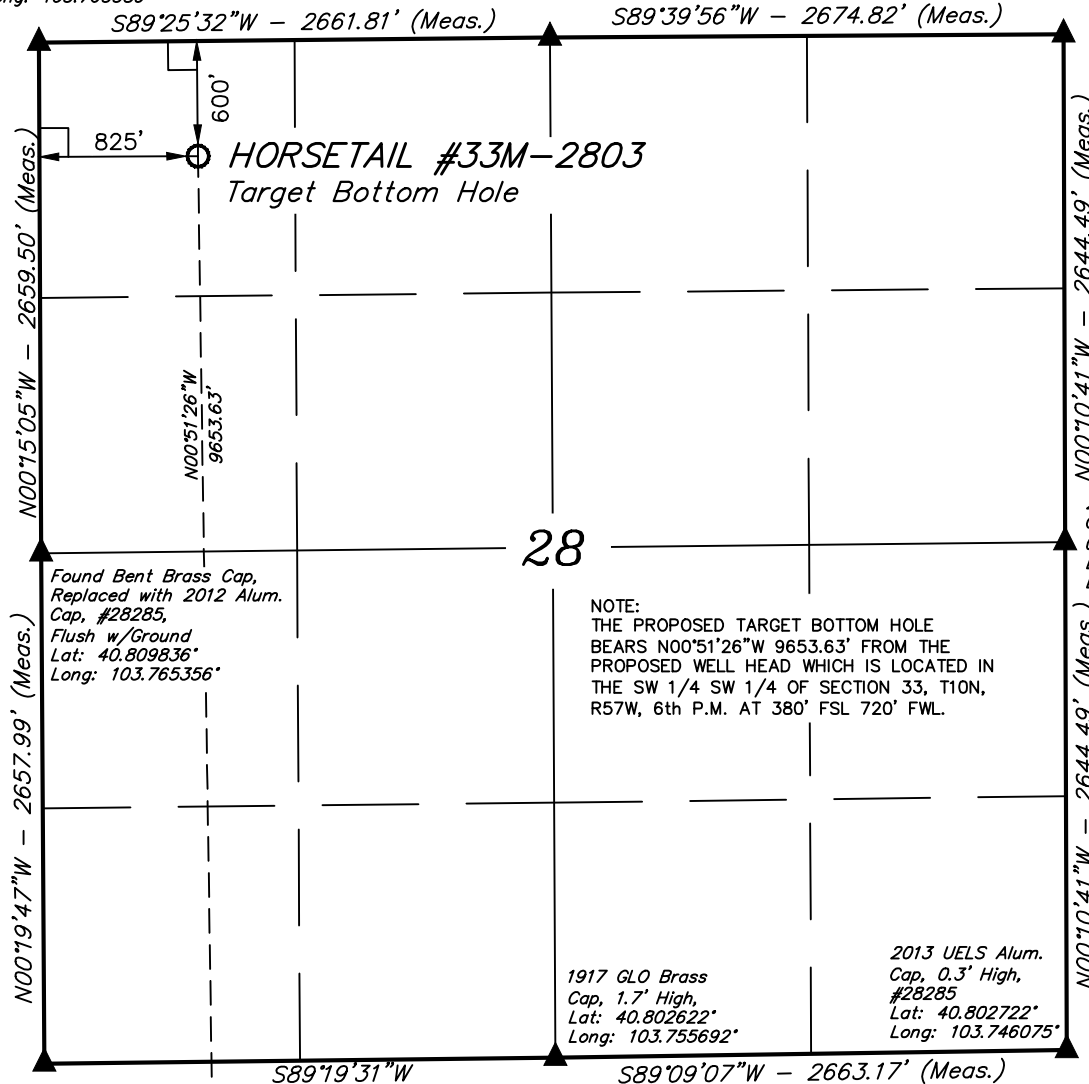 S89°25'32"W - 2661.81' (Meas.)
S89°39'56"W - 2674.82' (Meas.)
600'
825'
HORSETAIL #33M-2803
Target Bottom Hole
N00°15'05"W - 2659.50' (Meas.)
N00°10'41"W - 2644.49' (Meas.)
N00°51'26"W
9653.63'
28
Found Bent Brass Cap,
Replaced with 2012 Alum.
Cap, #28285,
Flush w/Ground
Lat: 40.809836°
Long: 103.765356°
NOTE:
THE PROPOSED TARGET BOTTOM HOLE
BEARS N00°51'26"W 9653.63' FROM THE
PROPOSED WELL HEAD WHICH IS LOCATED IN
THE SW 1/4 SW 1/4 OF SECTION 33, T10N,
R57W, 6th P.M. AT 380' FSL 720' FWL.
N00°19'47"W - 2657.99' (Meas.)
N00°10'41"W - 2644.49' (Meas.)
1917 GLO Brass
Cap, 1.7' High,
Lat: 40.802622°
Long: 103.755692°
2013 UELS Alum.
Cap, 0.3' High,
#28285
Lat: 40.802722°
Long: 103.746075°
S89°19'31"W
S89°09'07"W - 2663.17' (Meas.)